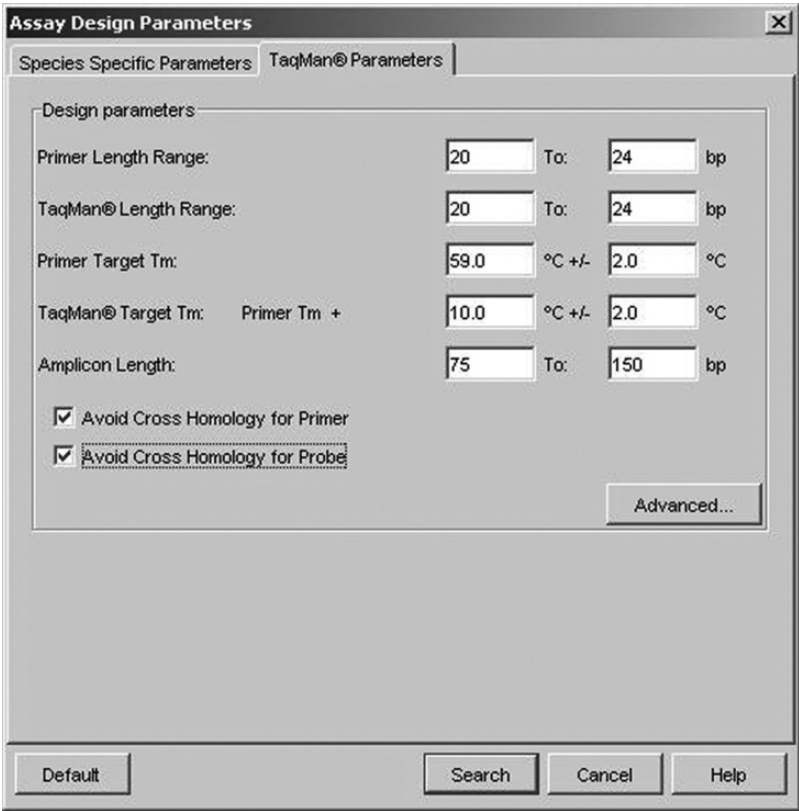 Assay Design Parameters
Species Specific Parameters TaqMan® Parameters
Design parameters
Primer Length Range: 20 To: 24 bp
TaqMan® Length Range: 20 To: 24 bp
Primer Target Tm: 59.0 °C +/- 2.0 °C
TaqMan® Target Tm: Primer Tm + 10.0 °C +/- 2.0 °C
Amplicon Length: 75 To: 150 bp
Avoid Cross Homology for Primer
Avoid Cross Homology for Probe
Advanced...
Default Search Cancel Help